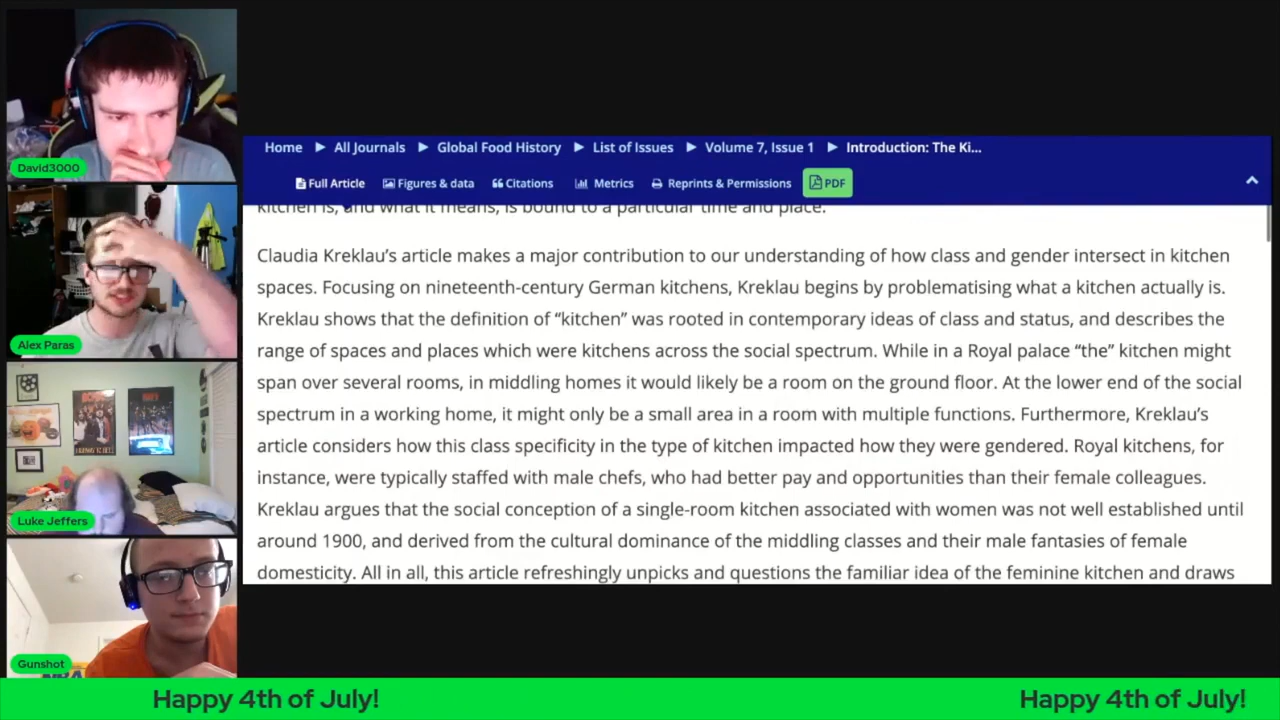 David3000
Alex Paras
Luke Jeffers
Gunshot
Home ▶ All Journals ▶ Global Food History ▶ List of Issues ▶ Volume 7, Issue 1 ▶ Introduction: The Ki...
Full Article Figures & data Citations Metrics Reprints & Permissions PDF
kitchen is, and what it means, is bound to a particular time and place.
Claudia Kreklau’s article makes a major contribution to our understanding of how class and gender intersect in kitchen
spaces. Focusing on nineteenth-century German kitchens, Kreklau begins by problematising what a kitchen actually is.
Kreklau shows that the definition of “kitchen” was rooted in contemporary ideas of class and status, and describes the
range of spaces and places which were kitchens across the social spectrum. While in a Royal palace “the” kitchen might
span over several rooms, in middling homes it would likely be a room on the ground floor. At the lower end of the social
spectrum in a working home, it might only be a small area in a room with multiple functions. Furthermore, Kreklau’s
article considers how this class specificity in the type of kitchen impacted how they were gendered. Royal kitchens, for
instance, were typically staffed with male chefs, who had better pay and opportunities than their female colleagues.
Kreklau argues that the social conception of a single-room kitchen associated with women was not well established until
around 1900, and derived from the cultural dominance of the middling classes and their male fantasies of female
domesticity. All in all, this article refreshingly unpicks and questions the familiar idea of the feminine kitchen and draws
Happy 4th of July! Happy 4th of July!